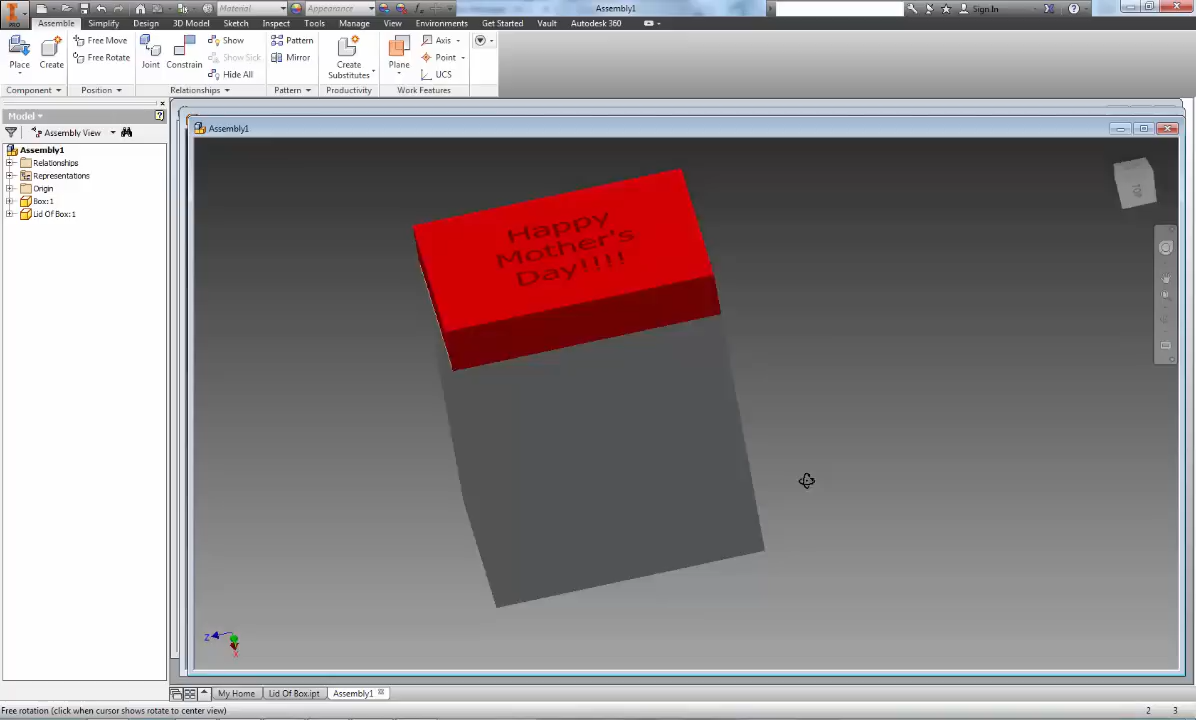 Material
Appearance
Assembly1
Sign In
PRO
Assemble Simplify Design 3D Model Sketch Inspect Tools Manage View Environments Get Started Vault Autodesk 360
Place
Create
Free Move
Free Rotate
Joint
Constrain
Show
Show Sick
Hide All
Pattern
Mirror
Create
Substitutes
Plane
Axis
Point
UCS
Component Position Relationships Pattern Productivity Work Features
Model
Assembly View
Assembly1
Relationships
Representations
Origin
Box:1
Lid Of Box:1
Assembly1
Happy
Mother's
Day!!!!
TOP
Z
X
My Home Lid Of Box.ipt Assembly1
Free rotation (click when cursor shows rotate to center view)
2 3